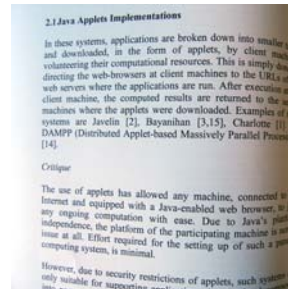 2.1 Java Applets Implementations
In these systems, applications are broken down into smaller
and downloaded, in the form of applets, by client
volunteering their computational resources. This is simply
directing the web-browsers at client machines to the URLs
web servers where the applications are run. After execution
client machine, the computed results are returned to the
machines where the applets were downloaded. Examples of
systems are Javelin [2], Bayanihan [3,15], Charlotte [1]
DAMPP (Distributed Applet-based Massively Parallel
[14].
Critique
The use of applets has allowed any machine, connected
Internet and equipped with a Java-enabled web browser,
any ongoing computation with ease. Due to Java's
independence, the platform of the participating machine is
issue at all. Effort required for the setting up of such a
computing system, is minimal.
However, due to security restrictions of applets, such
only suitable for supporting